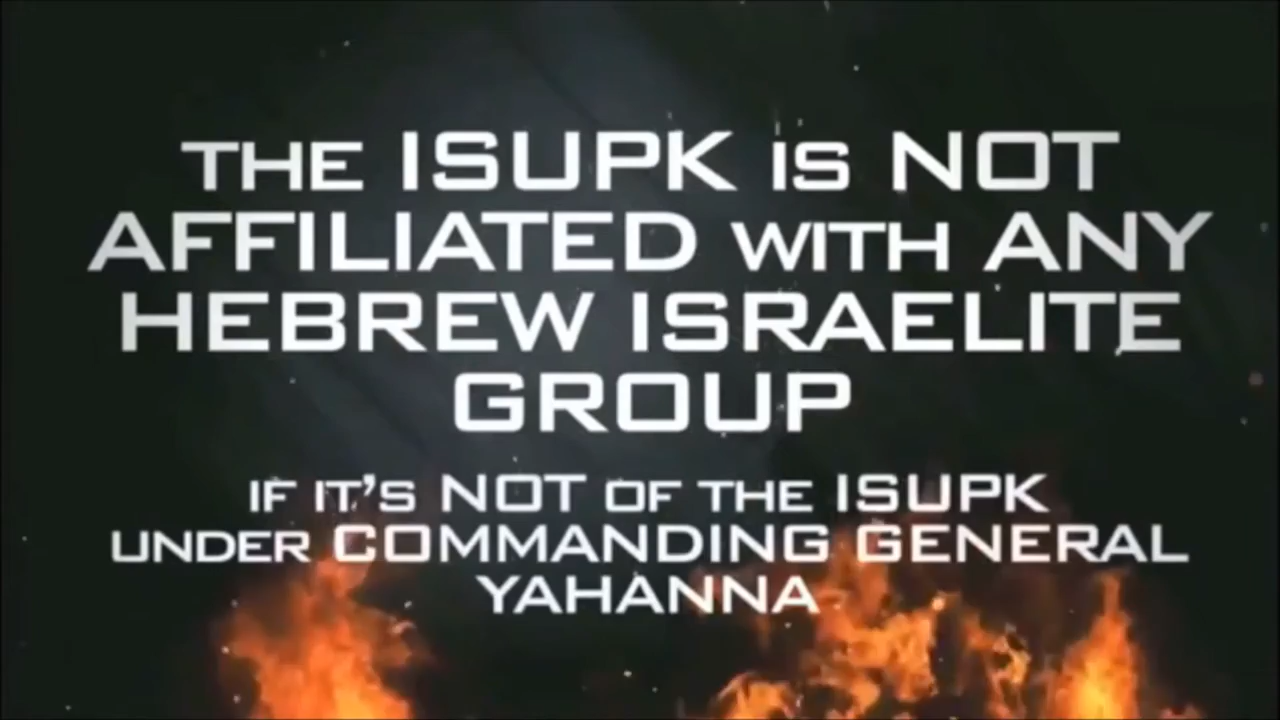 THE ISUPK IS NOT
AFFILIATED WITH ANY
HEBREW ISRAELITE
GROUP
IF IT'S NOT OF THE ISUPK
UNDER COMMANDING GENERAL
YAHANNA